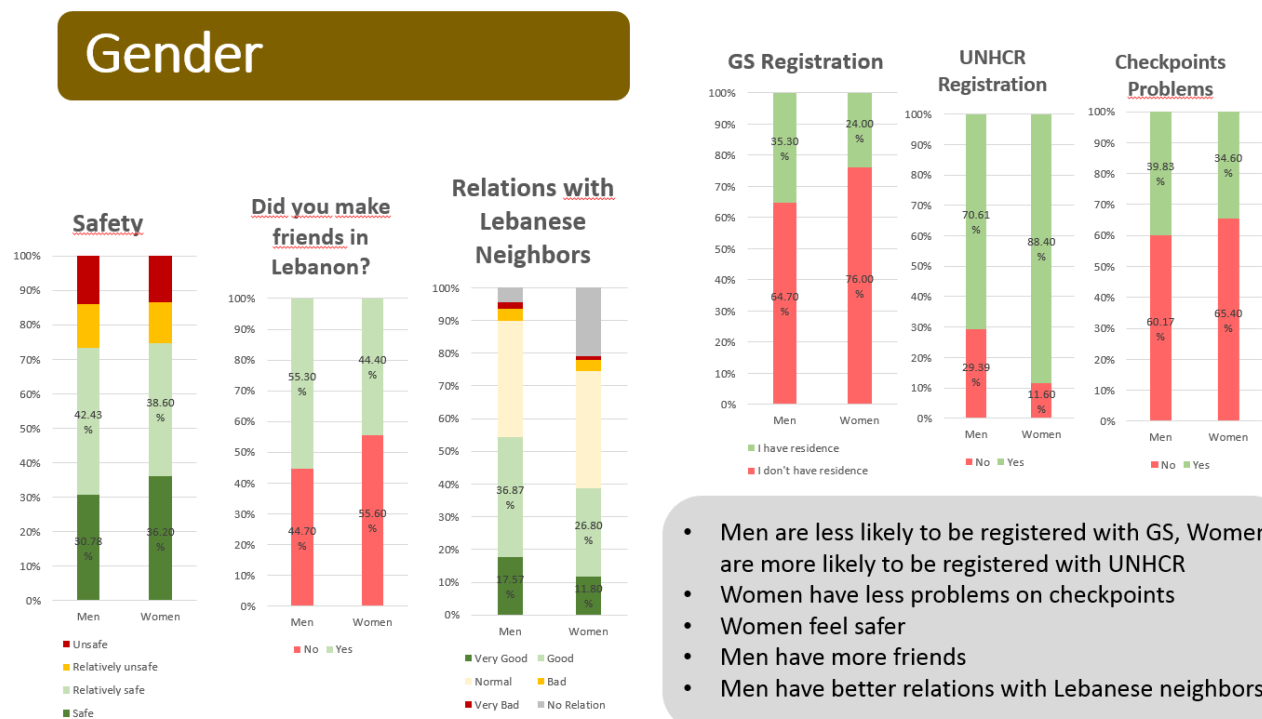 Gender
Safety
100%
90%
80%
70%
60%
50%
40%
30%
20%
10%
0%
42.43
%
38.60
%
30.78
%
36.20
%
Men
Women
Unsafe
Relatively unsafe
Relatively safe
Safe
Did you make
friends in
Lebanon?
100%
90%
80%
70%
60%
50%
40%
30%
20%
10%
0%
55.30
%
44.40
%
44.70
%
55.60
%
Men
Women
No Yes
Relations with
Lebanese
Neighbors
100%
90%
80%
70%
60%
50%
40%
30%
20%
10%
0%
36.87
%
26.80
%
17.57
%
11.80
%
Men
Women
Very Good Good
Normal Bad
Very Bad No Relation
GS Registration
100%
90%
80%
70%
60%
50%
40%
30%
20%
10%
0%
35.30
%
24.00
%
64.70
%
76.00
%
Men
Women
I have residence
I don't have residence
UNHCR
Registration
100%
90%
80%
70%
60%
50%
40%
30%
20%
10%
0%
70.61
%
88.40
%
29.39
%
11.60
%
Men
Women
No Yes
Checkpoints
Problems
100%
90%
80%
70%
60%
50%
40%
30%
20%
10%
0%
39.83
%
34.60
%
60.17
%
65.40
%
Men
Women
No Yes
• Men are less likely to be registered with GS, Women
are more likely to be registered with UNHCR
• Women have less problems on checkpoints
• Women feel safer
• Men have more friends
• Men have better relations with Lebanese neighbors